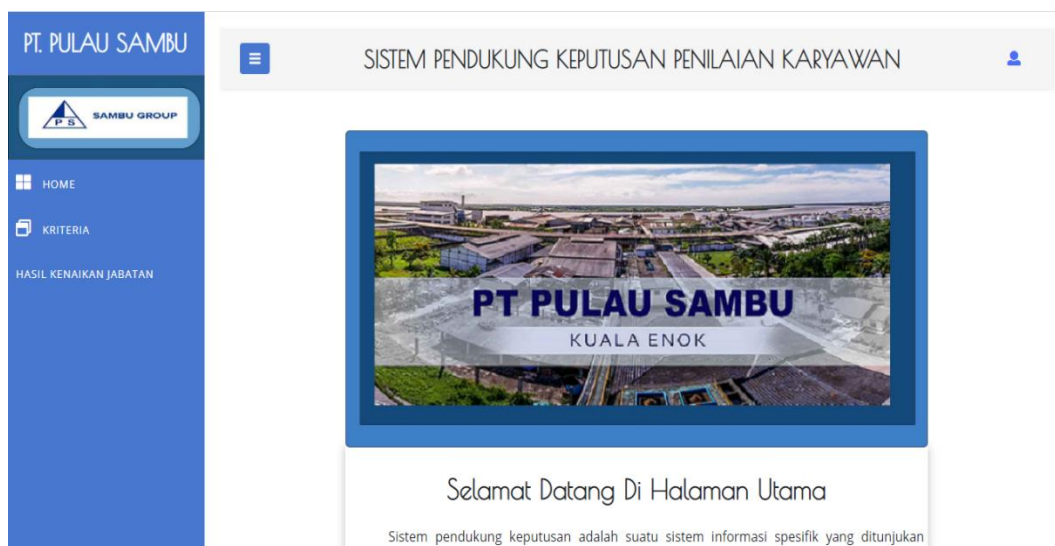 PT. PULAU SAMBU
SISTEM PENDUKUNG KEPUTUSAN PENILAIAN KARYAWAN
P S
SAMBU GROUP
HOME
KRITERIA
HASIL KENAIKAN JABATAN
PT PULAU SAMBU
KUALA ENOK
Selamat Datang Di Halaman Utama
Sistem pendukung keputusan adalah suatu sistem informasi spesifik yang ditunjukan